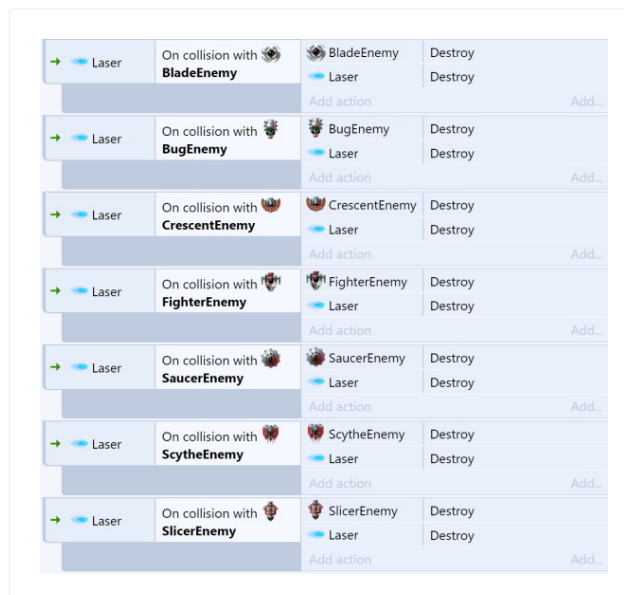 Laser On collision with BladeEnemy Destroy
BladeEnemy Laser Destroy
Add action Add...
Laser On collision with BugEnemy Destroy
BugEnemy Laser Destroy
Add action Add...
Laser On collision with CrescentEnemy Destroy
CrescentEnemy Laser Destroy
Add action Add...
Laser On collision with FighterEnemy Destroy
FighterEnemy Laser Destroy
Add action Add...
Laser On collision with SaucerEnemy Destroy
SaucerEnemy Laser Destroy
Add action Add...
Laser On collision with ScytheEnemy Destroy
ScytheEnemy Laser Destroy
Add action Add...
Laser On collision with SlicerEnemy Destroy
SlicerEnemy Laser Destroy
Add action Add...